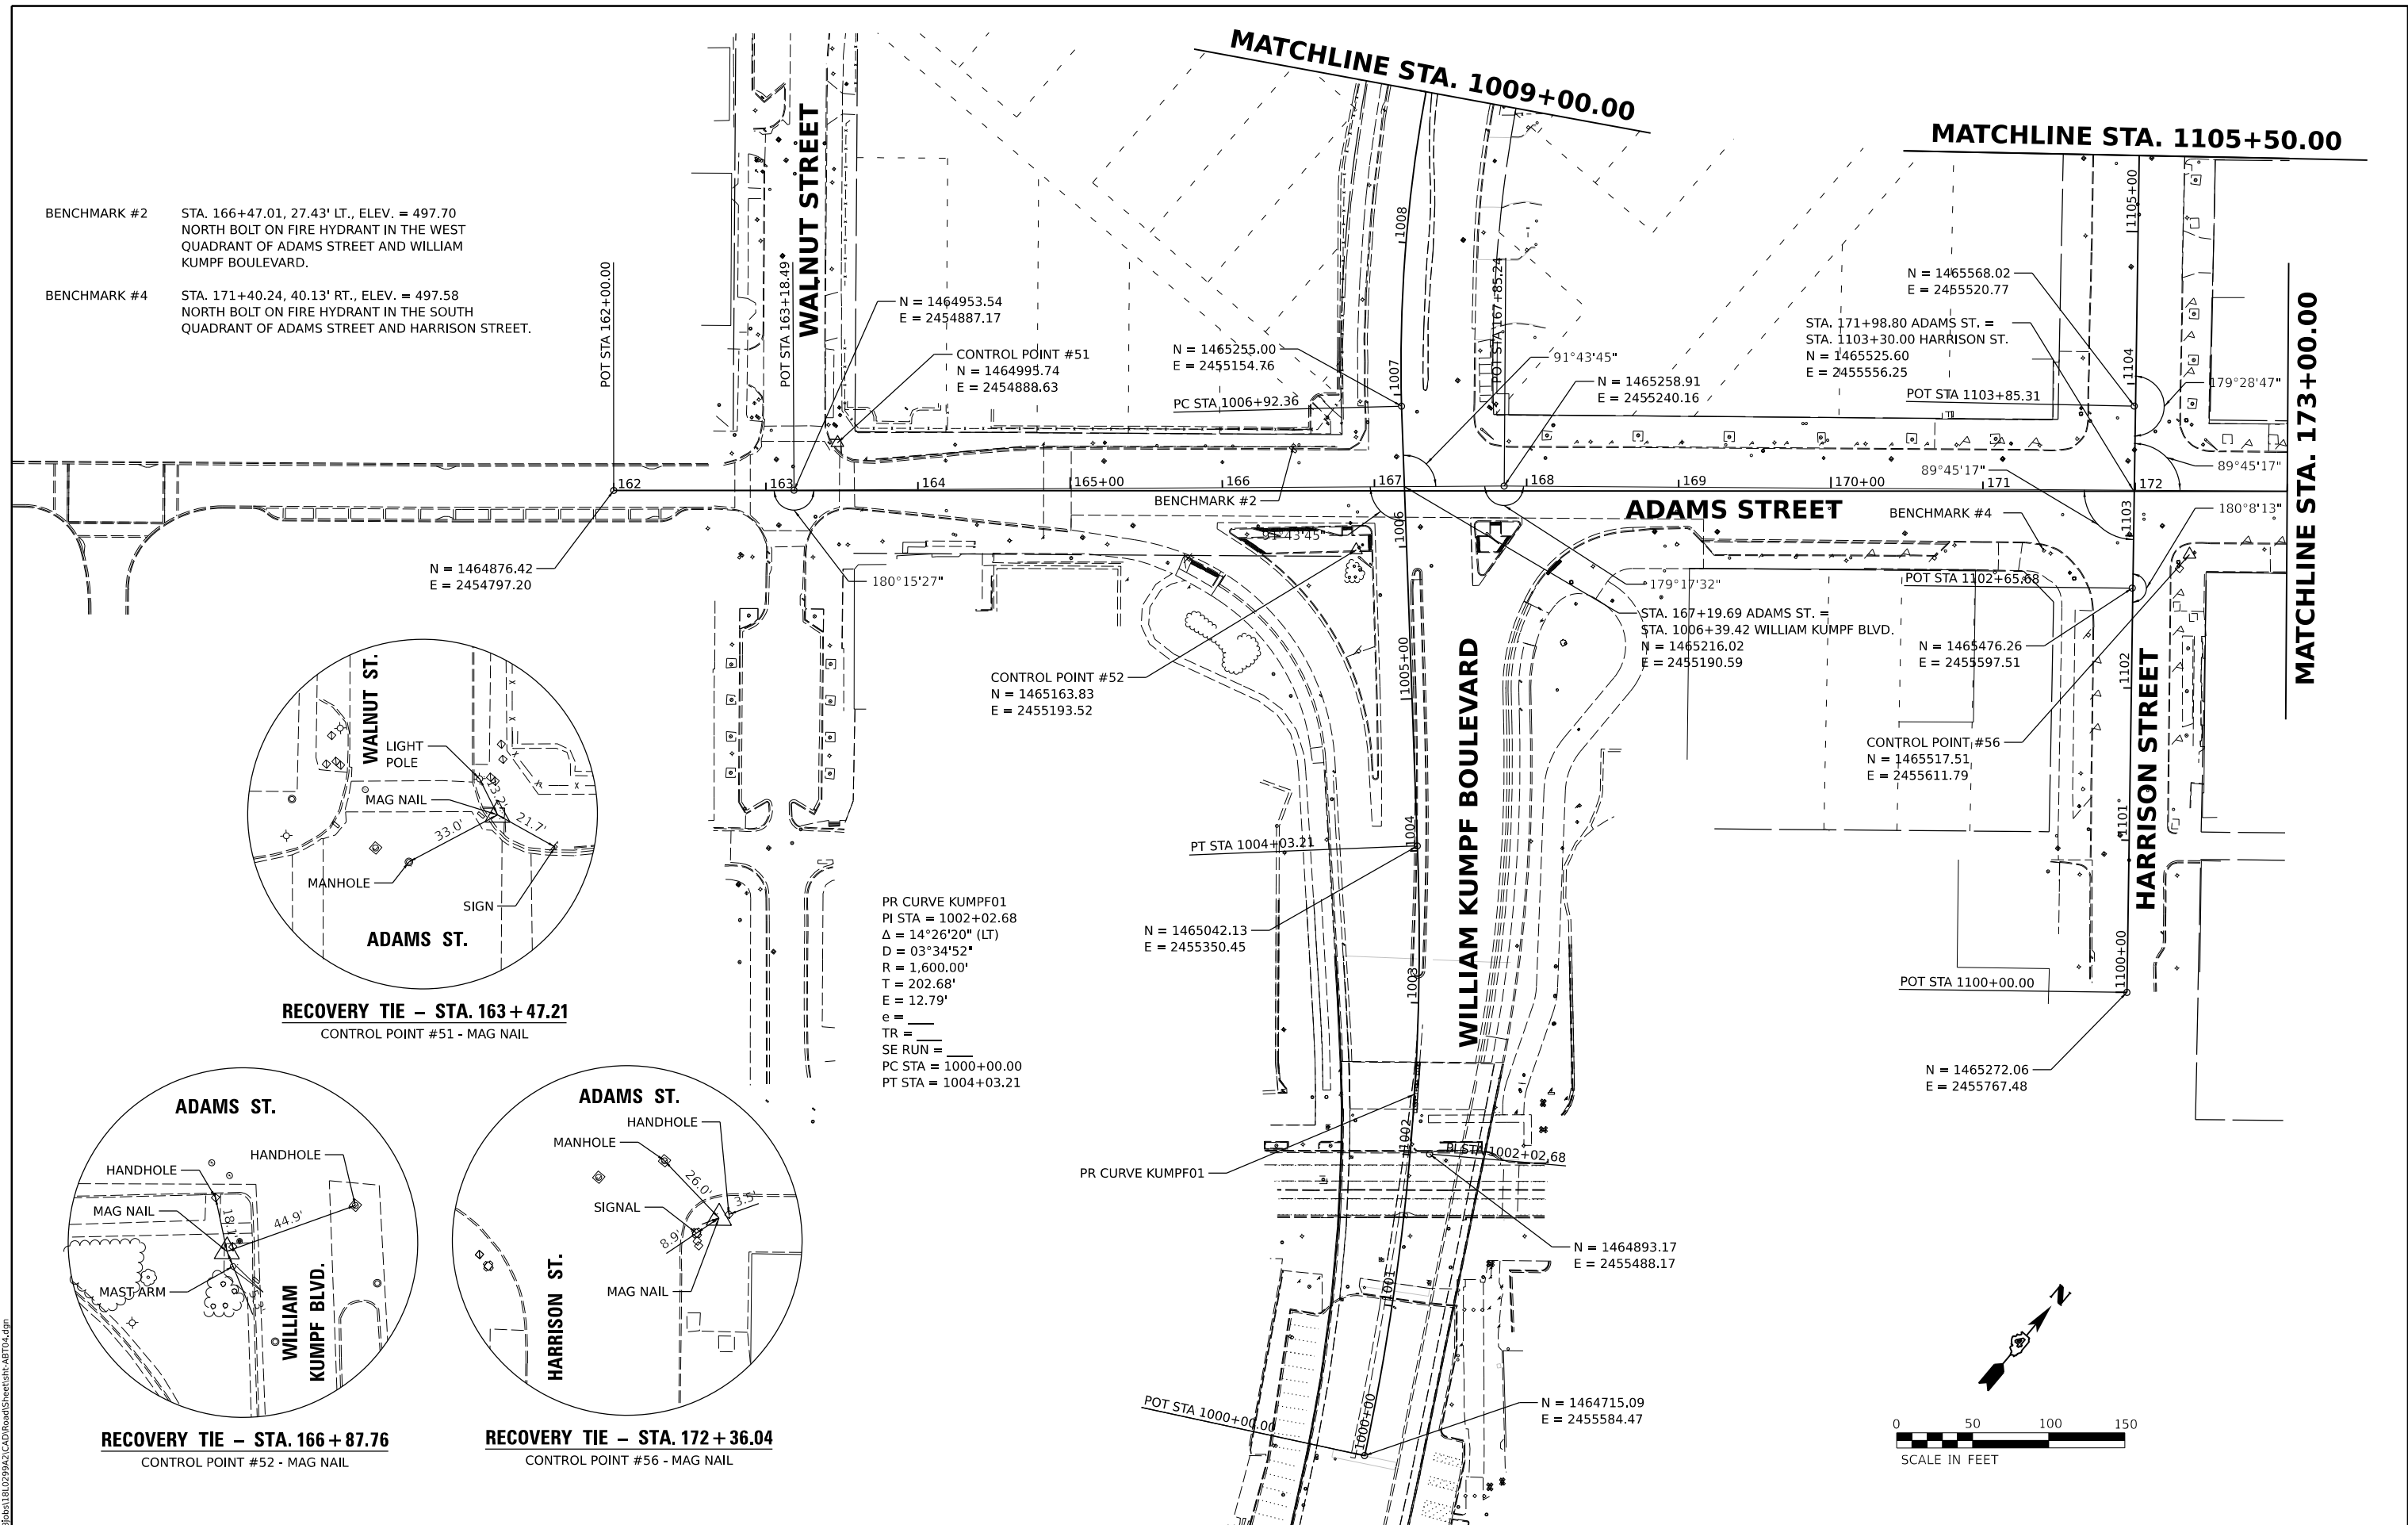 MATCHLINE STA. 1009+00.00
MATCHLINE STA. 1105+50.00
MATCHLINE STA. 173+00.00
BENCHMARK #2
STA. 166+47.01, 27.43' LT., ELEV. = 497.70
NORTH BOLT ON FIRE HYDRANT IN THE WEST
QUADRANT OF ADAMS STREET AND WILLIAM
KUMPF BOULEVARD.
BENCHMARK #4
STA. 171+40.24, 40.13' RT., ELEV. = 497.58
NORTH BOLT ON FIRE HYDRANT IN THE SOUTH
QUADRANT OF ADAMS STREET AND HARRISON STREET.
WALNUT STREET
POT STA 162+00.00
POT STA 163+18.49
N = 1464953.54
E = 2454887.17
CONTROL POINT #51
N = 1464995.74
E = 2454888.63
N = 1465255.00
E = 2455154.76
PC STA 1006+92.36
POT STA 167+85.24
91°43'45"
N = 1465258.91
E = 2455240.16
N = 1465568.02
E = 2455520.77
STA. 171+98.80 ADAMS ST. =
STA. 1103+30.00 HARRISON ST.
N = 1465525.60
E = 2455556.25
POT STA 1103+85.31
179°28'47"
89°45'17"
89°45'17"
180°8'13"
1008
1007
1006
1005+00
1004
1003
1002
1001
1000+00
1105+00
1104
1103
1102
1101
1100+00
162
163
164
165+00
166
167
168
169
170+00
171
172
BENCHMARK #2
ADAMS STREET
BENCHMARK #4
91°43'45"
N = 1464876.42
E = 2454797.20
180°15'27"
179°17'32"
POT STA 1102+65.68
STA. 167+19.69 ADAMS ST. =
STA. 1006+39.42 WILLIAM KUMPF BLVD.
N = 1465216.02
E = 2455190.59
N = 1465476.26
E = 2455597.51
CONTROL POINT #52
N = 1465163.83
E = 2455193.52
WILLIAM KUMPF BOULEVARD
HARRISON STREET
CONTROL POINT #56
N = 1465517.51
E = 2455611.79
PT STA 1004+03.21
N = 1465042.13
E = 2455350.45
POT STA 1100+00.00
N = 1465272.06
E = 2455767.48
PR CURVE KUMPF01
PI STA = 1002+02.68
Δ = 14°26'20" (LT)
D = 03°34'52"
R = 1,600.00'
T = 202.68'
E = 12.79'
e = ____
TR = ____
SE RUN = ____
PC STA = 1000+00.00
PT STA = 1004+03.21
PR CURVE KUMPF01
PI STA 1002+02.68
N = 1464893.17
E = 2455488.17
POT STA 1000+00.00
N = 1464715.09
E = 2455584.47
WALNUT ST.
LIGHT
POLE
MAG NAIL
13.2'
33.0'
21.7'
MANHOLE
SIGN
ADAMS ST.
RECOVERY TIE – STA. 163+47.21
CONTROL POINT #51 - MAG NAIL
ADAMS ST.
HANDHOLE
HANDHOLE
MAG NAIL
18.1'
44.9'
MAST ARM
WILLIAM
KUMPF BLVD.
RECOVERY TIE – STA. 166+87.76
CONTROL POINT #52 - MAG NAIL
ADAMS ST.
HANDHOLE
MANHOLE
26.0'
3.5'
SIGNAL
8.9'
MAG NAIL
HARRISON ST.
RECOVERY TIE – STA. 172+36.04
CONTROL POINT #56 - MAG NAIL
N
0 50 100 150
SCALE IN FEET